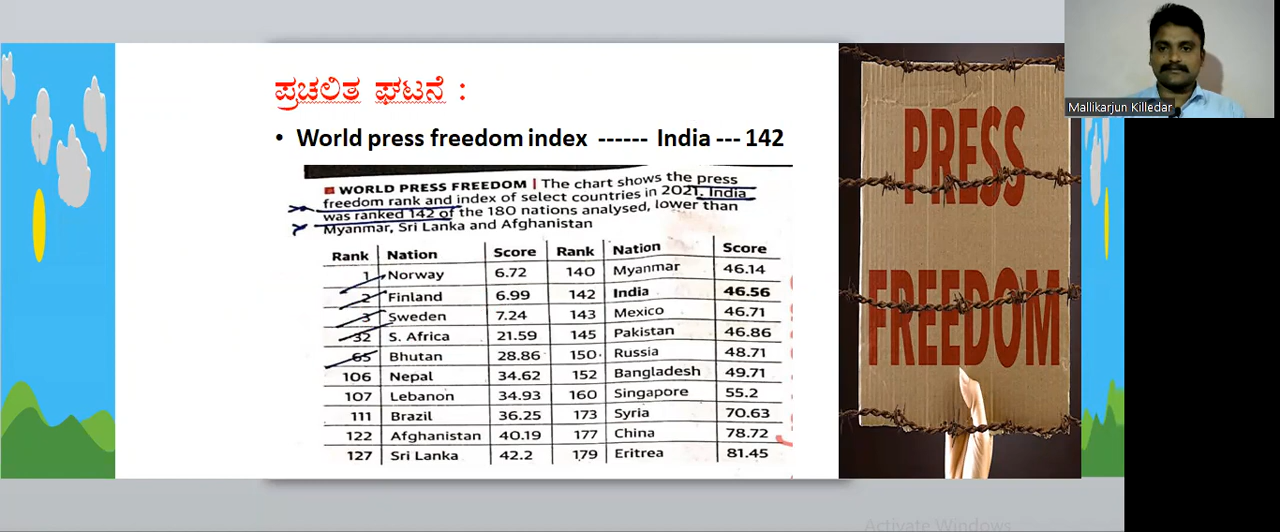 ಪ್ರಚಲಿತ ಘಟನೆ :
• World press freedom index ------ India --- 142
WORLD PRESS FREEDOM | The chart shows the press
freedom rank and index of select countries in 2021. India
was ranked 142 of the 180 nations analysed, lower than
Myanmar, Sri Lanka and Afghanistan
Rank Nation Score Rank Nation Score
1 Norway 6.72 140 Myanmar 46.14
2 Finland 6.99 142 India 46.56
3 Sweden 7.24 143 Mexico 46.71
32 S. Africa 21.59 145 Pakistan 46.86
65 Bhutan 28.86 150 Russia 48.71
106 Nepal 34.62 152 Bangladesh 49.71
107 Lebanon 34.93 160 Singapore 55.2
111 Brazil 36.25 173 Syria 70.63
122 Afghanistan 40.19 177 China 78.72
127 Sri Lanka 42.2 179 Eritrea 81.45
PRESS
FREEDOM
Mallikarjun Killedar
Activate Windows